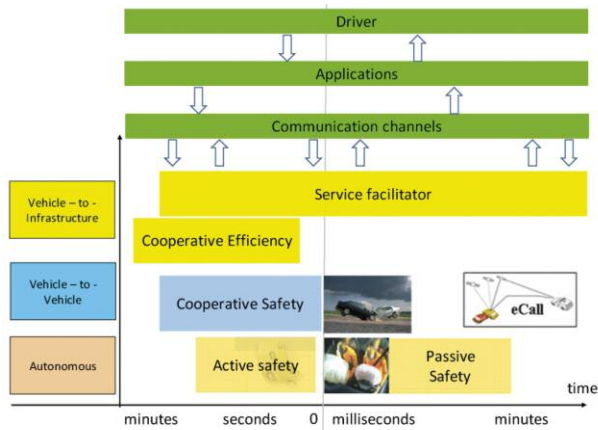 Driver
Applications
Communication channels
Vehicle – to -
Infrastructure
Service facilitator
Cooperative Efficiency
Vehicle – to -
Vehicle
Cooperative Safety
eCall
Autonomous
Active safety
Passive
Safety
time
minutes seconds 0 milliseconds minutes